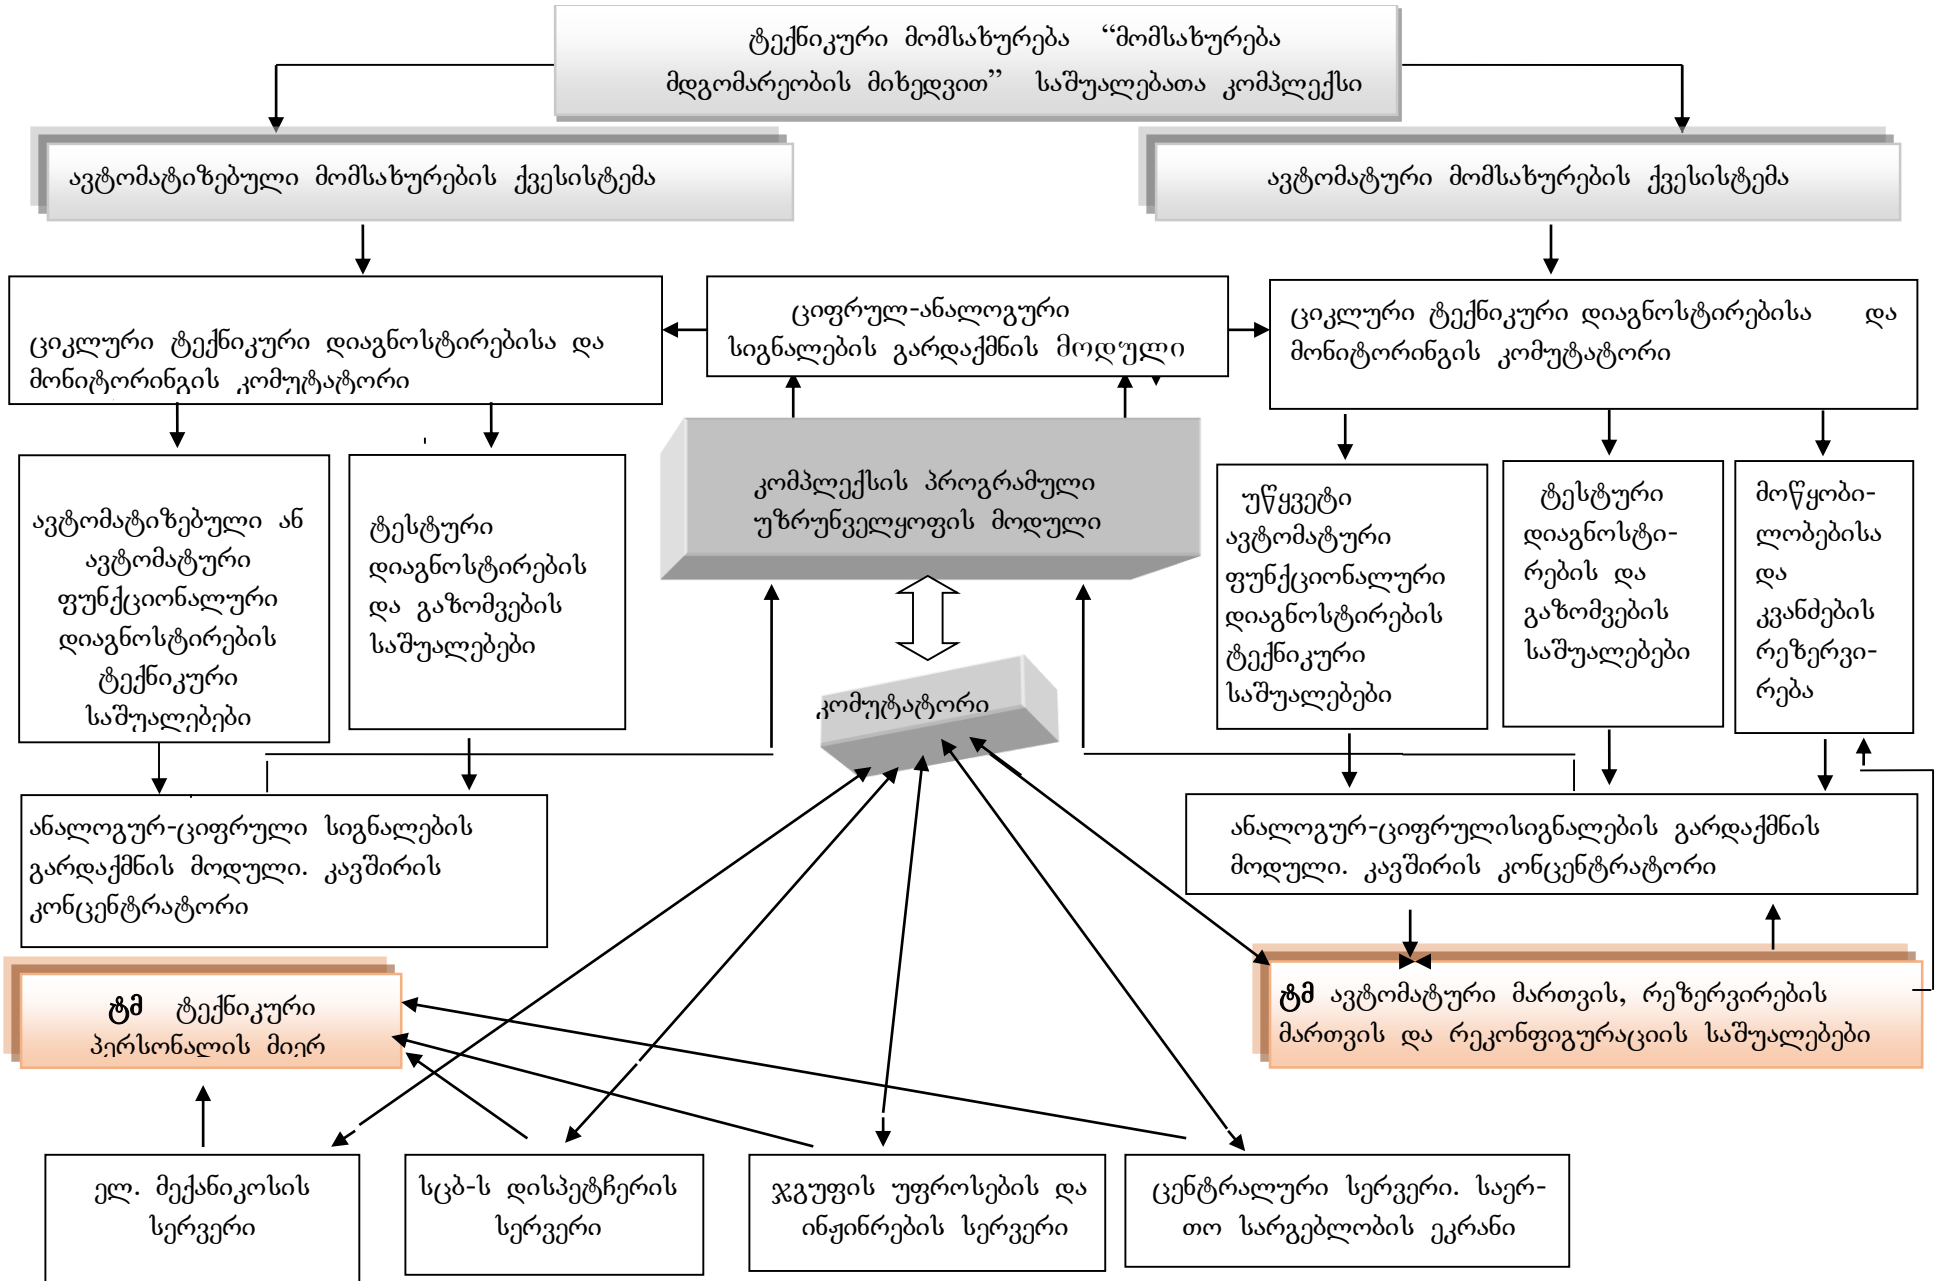 ტექნიკური მომსახურება “მომსახურება
მდგომარეობის მიხედვით” საშუალებათა კომპლექსი
ავტომატიზებული მომსახურების ქვესისტემა
ავტომატური მომსახურების ქვესისტემა
ციკლური ტექნიკური დიაგნოსტირებისა და
მონიტორინგის კომუტატორი
ციფრულ-ანალოგური
სიგნალების გარდაქმნის მოდული
ციკლური ტექნიკური დიაგნოსტირებისა და
მონიტორინგის კომუტატორი
ავტომატიზებული ან
ავტომატური
ფუნქციონალური
დიაგნოსტირების
ტექნიკური
საშუალებები
ტესტური
დიაგნოსტირების
და გაზომვების
საშუალებები
კომპლექსის პროგრამული
უზრუნველყოფის მოდული
უწყვეტი
ავტომატური
ფუნქციონალური
დიაგნოსტირების
ტექნიკური
საშუალებები
ტესტური
დიაგნოსტი-
რების და
გაზომვების
საშუალებები
მოწყობი-
ლობებისა
და
კვანძების
რეზერვი-
რება
კომუტატორი
ანალოგურ-ციფრული სიგნალების
გარდაქმნის მოდული. კავშირის
კონცენტრატორი
ანალოგურ-ციფრულისიგნალების გარდაქმნის
მოდული. კავშირის კონცენტრატორი
ტმ ტექნიკური
პერსონალის მიერ
ტმ ავტომატური მართვის, რეზერვირების
მართვის და რეკონფიგურაციის საშუალებები
ელ. მექანიკოსის
სერვერი
სცბ-ს დისპეტჩერის
სერვერი
ჯგუფის უფროსების და
ინჟინრების სერვერი
ცენტრალური სერვერი. საერ-
თო სარგებლობის ეკრანი